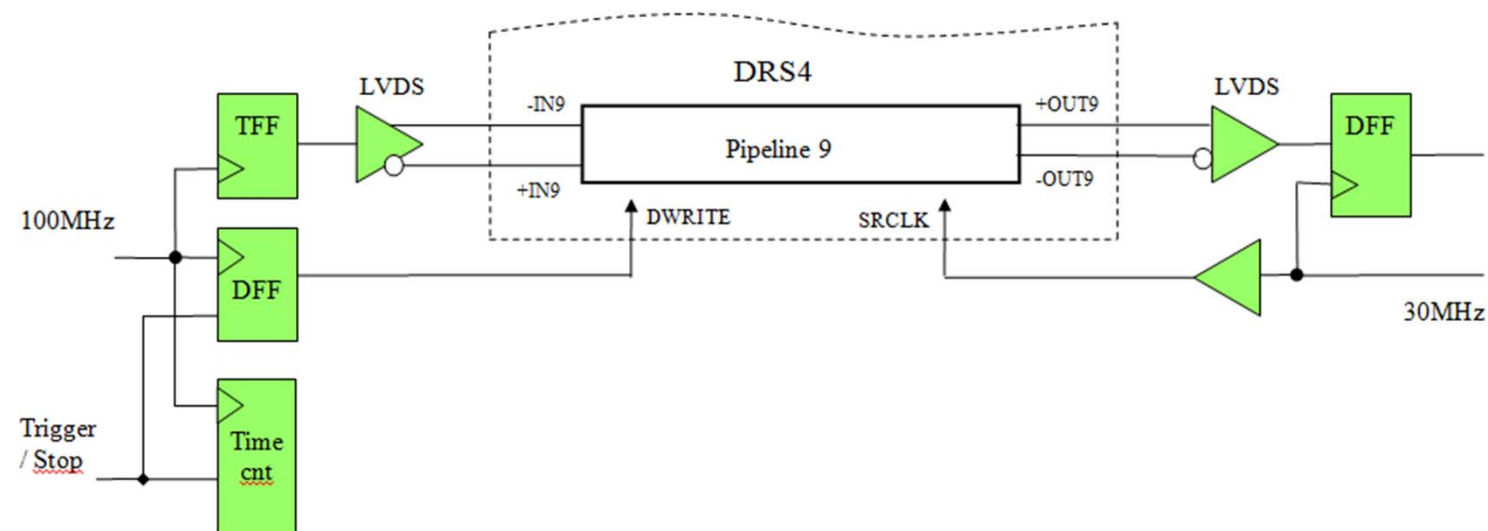 DRS4
LVDS
LVDS
-IN9
+OUT9
TFF
DFF
Pipeline 9
+IN9
-OUT9
100MHz
DWRITE
SRCLK
DFF
30MHz
Trigger
/ Stop
Time
cnt